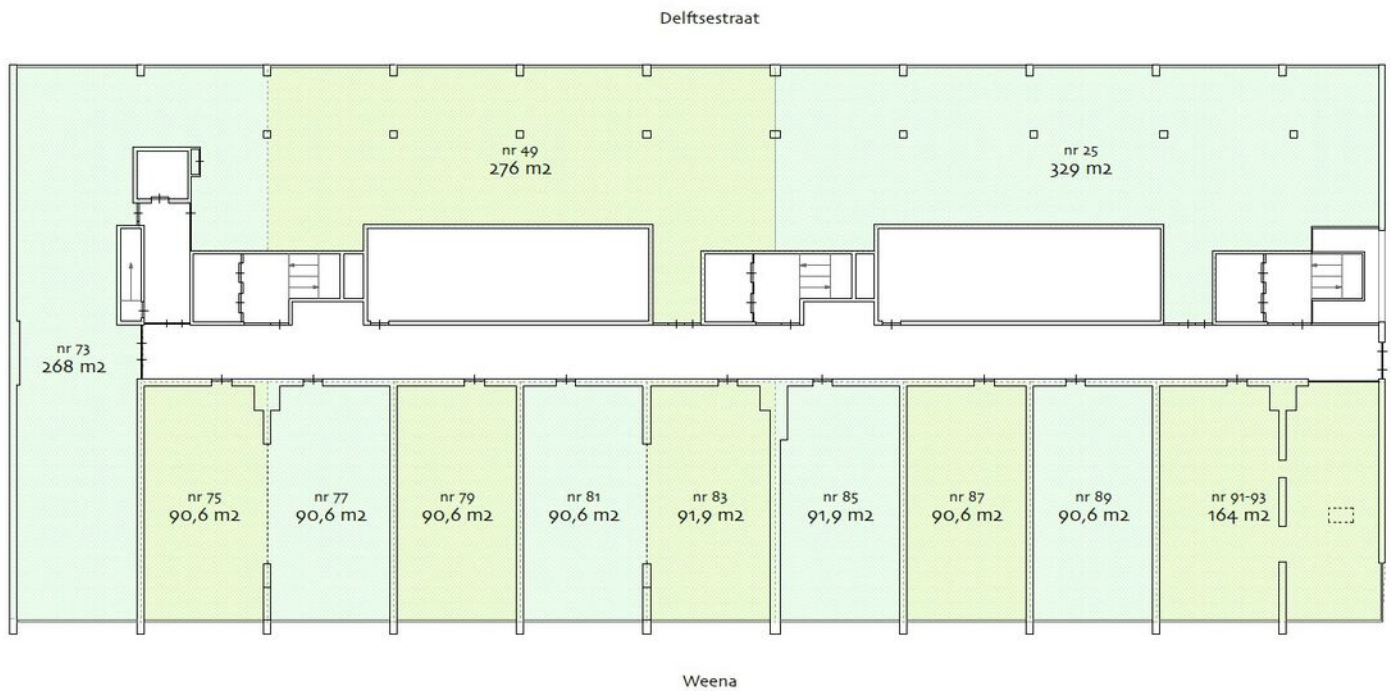 Delftsestraat
nr 49
276 m2
nr 25
329 m2
nr 73
268 m2
nr 75
90,6 m2
nr 77
90,6 m2
nr 79
90,6 m2
nr 81
90,6 m2
nr 83
91,9 m2
nr 85
91,9 m2
nr 87
90,6 m2
nr 89
90,6 m2
nr 91-93
164 m2
Weena